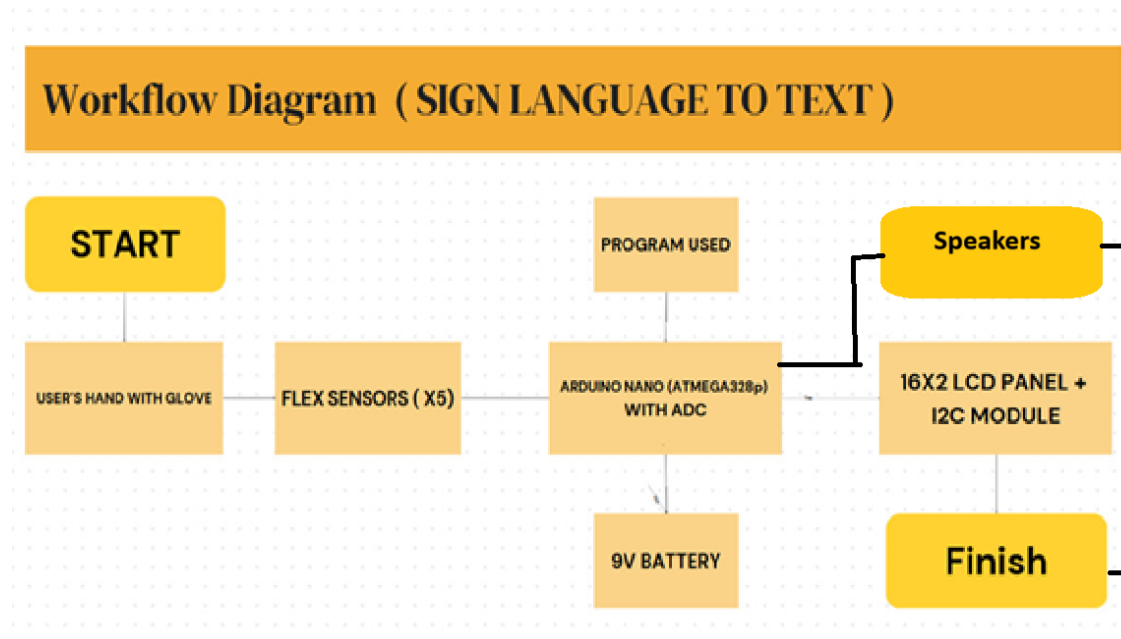 Workflow Diagram ( SIGN LANGUAGE TO TEXT )
START
PROGRAM USED
Speakers
USER'S HAND WITH GLOVE
FLEX SENSORS ( X5)
ARDUINO NANO (ATMEGA328p)
WITH ADC
16X2 LCD PANEL +
I2C MODULE
9V BATTERY
Finish